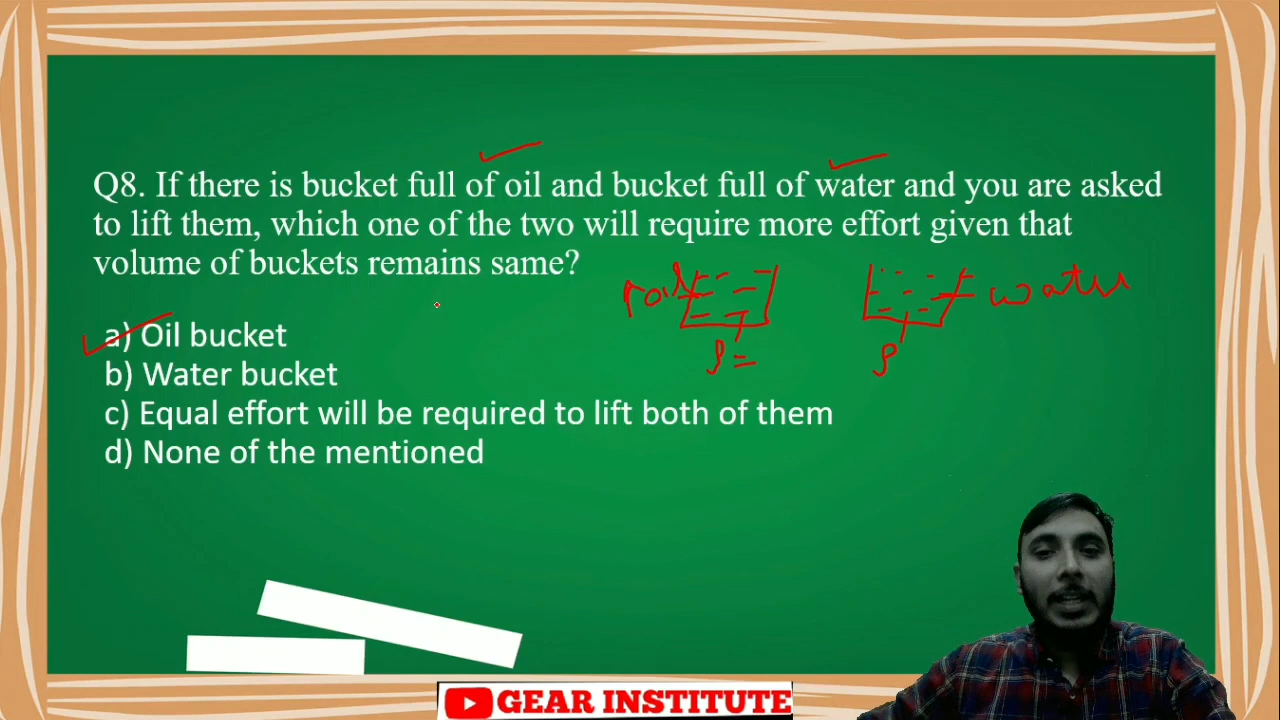 Q8. If there is bucket full of oil and bucket full of water and you are asked
to lift them, which one of the two will require more effort given that
volume of buckets remains same?
oil
water
ρ =
ρ
a) Oil bucket
b) Water bucket
c) Equal effort will be required to lift both of them
d) None of the mentioned
GEAR INSTITUTE